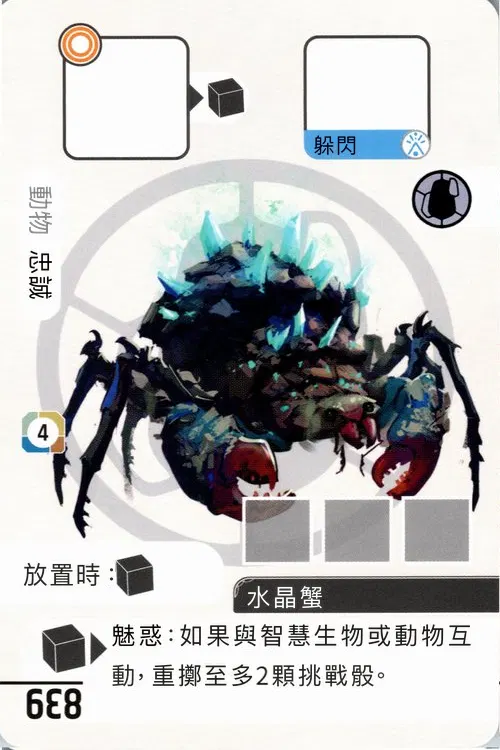 躲閃
動物 忠誠
4
放置時：
水晶蟹
魅惑：如果與智慧生物或動物互
動，重擲至多2顆挑戰骰。
839